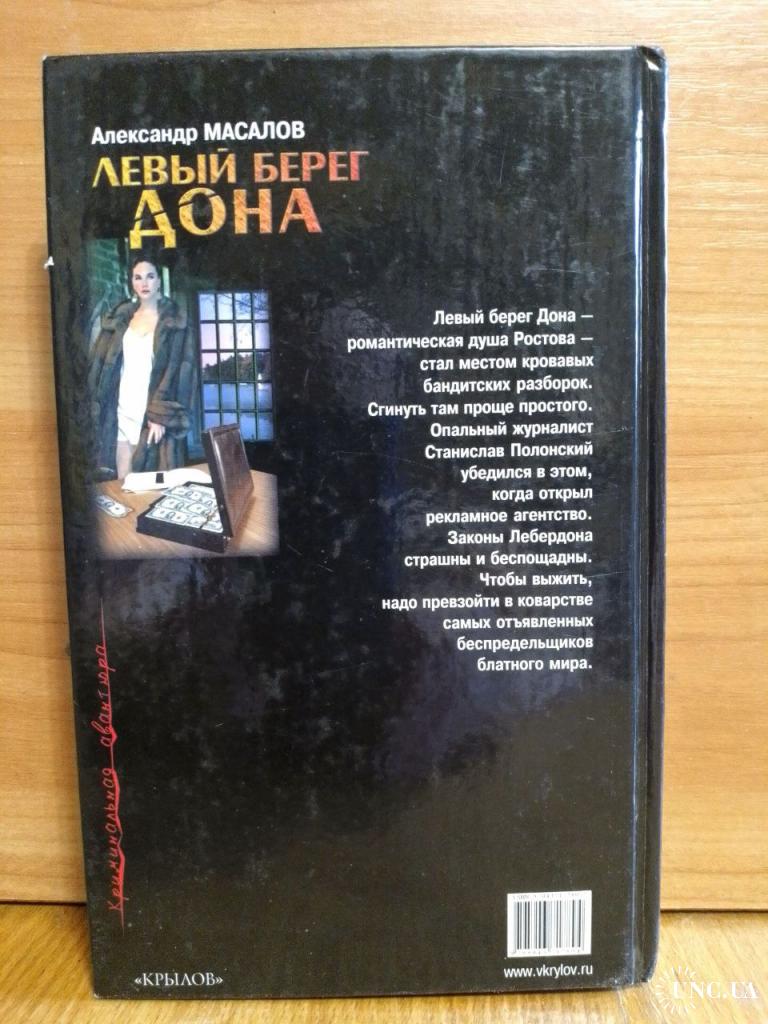 Александр МАСАЛОВ
ЛЕВЫЙ БЕРЕГ
ДОНА
Левый берег Дона –
романтическая душа Ростова –
стал местом кровавых
бандитских разборок.
Сгинуть там проще простого.
Опальный журналист
Станислав Полонский
убедился в этом,
когда открыл
рекламное агентство.
Законы Лебердона
страшны и беспощадны.
Чтобы выжить,
надо превзойти в коварстве
самых отъявленных
беспредельщиков
блатного мира.
Криминальная авантюра
«КРЫЛОВ»
www.vkrylov.ru
UNC.UA